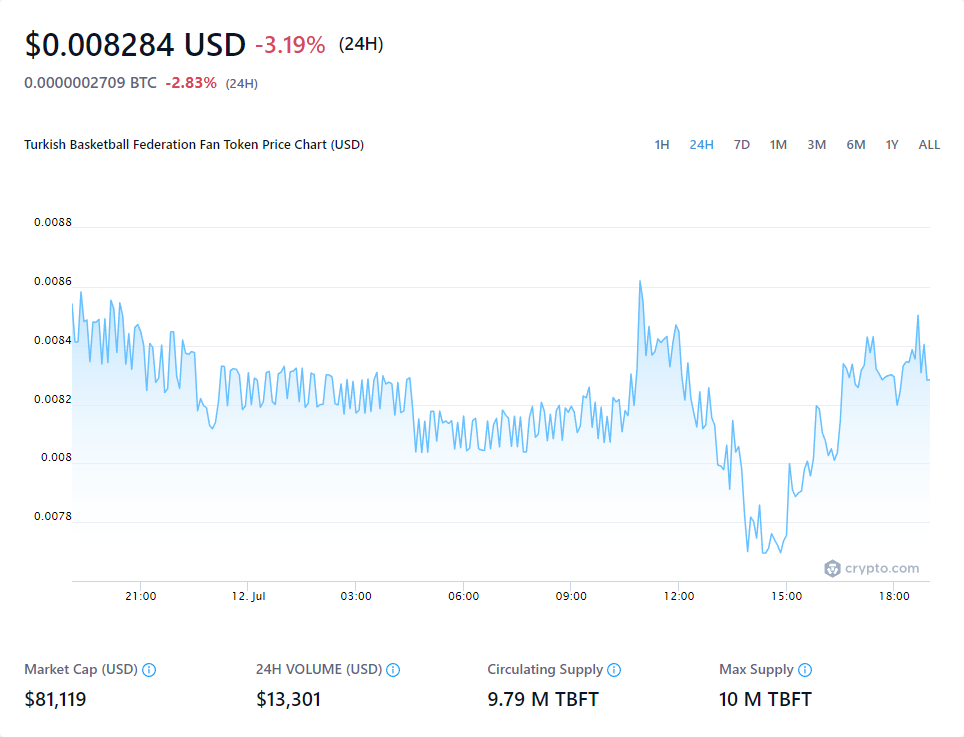 $0.008284 USD -3.19% (24H)
0.0000002709 BTC -2.83% (24H)
Turkish Basketball Federation Fan Token Price Chart (USD) 1H 24H 7D 1M 3M 6M 1Y ALL
0.0088
0.0086
0.0084
0.0082
0.008
0.0078
crypto.com
21:00 12. Jul 03:00 06:00 09:00 12:00 15:00 18:00
Market Cap (USD) 24H VOLUME (USD) Circulating Supply Max Supply
$81,119 $13,301 9.79 M TBFT 10 M TBFT